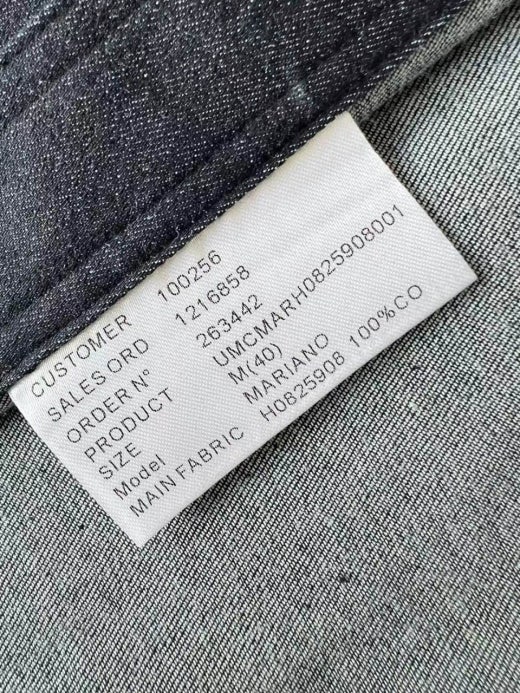 CUSTOMER 100256
SALES ORD 1216858
ORDER N° 263442
PRODUCT UMCMARH0825908001
SIZE M(40)
Model MARIANO
MAIN FABRIC H0825908 100%CO